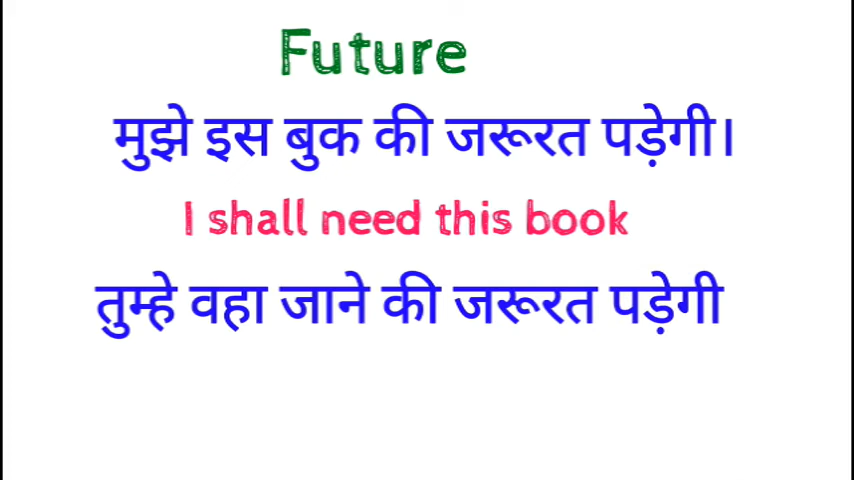 Future
मुझे इस बुक की जरूरत पड़ेगी।
I shall need this book
तुम्हे वहा जाने की जरूरत पड़ेगी